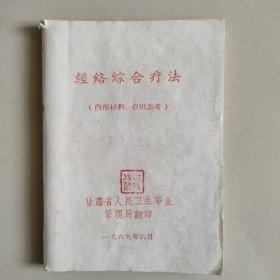 經絡綜合疗法
（内部材料、仅供参考）
甘肃省人民卫生事业
管理局翻印
一九六九年六月